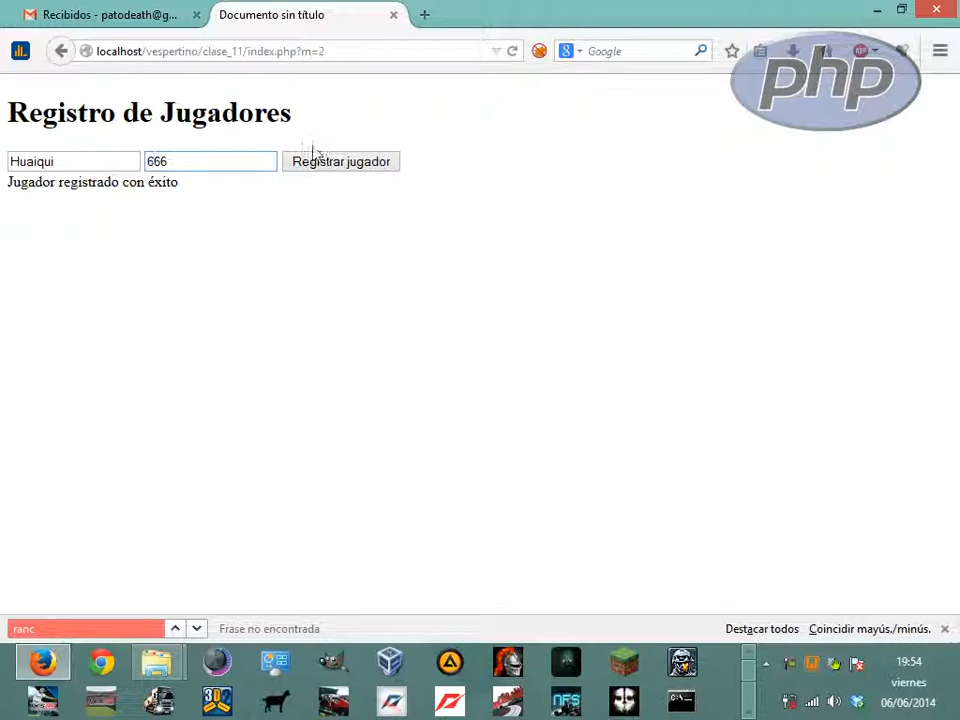 Recibidos - patodeath@g...
Documento sin título
localhost/vespertino/clase_11/index.php?m=2
Google
php
Registro de Jugadores
Huaiqui 666 Registrar jugador
Jugador registrado con éxito
ranc Frase no encontrada Destacar todos Coincidir mayús./minús.
19:54
viernes
06/06/2014